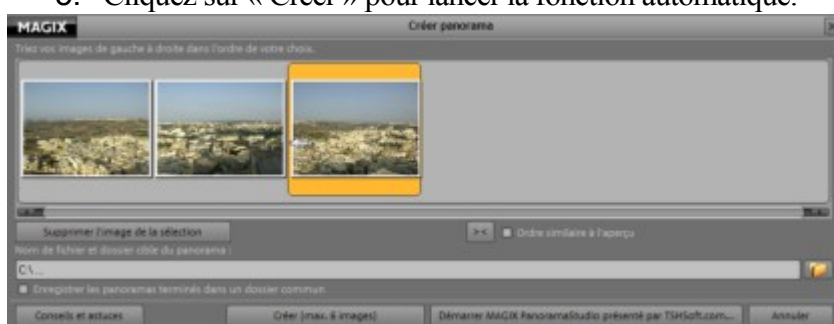 Cliquez sur « Créer » pour lancer la fonction automatique.
MAGIX Créer panorama
Triez vos images de gauche à droite dans l'ordre de votre choix.
Supprimer l'image de la sélection >< Ordre similaire à l'aperçu
Nom de fichier et dossier cible du panorama :
C:\...
Enregistrer les panoramas terminés dans un dossier commun
Conseils et astuces Créer (max. 6 images) Démarrer MAGIX PanoramaStudio présenté par TSHSoft.com... Annuler